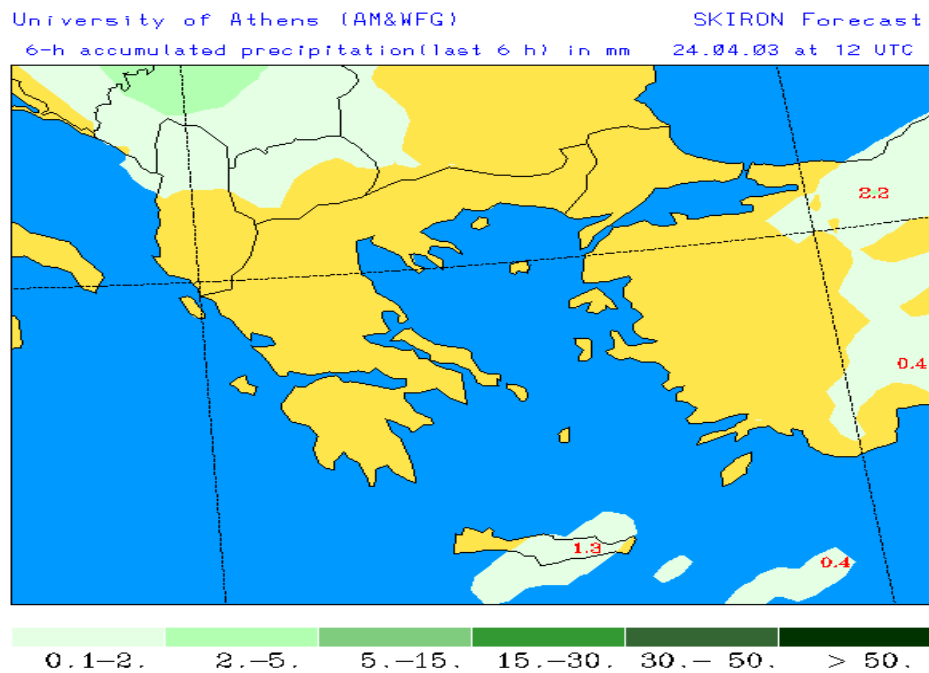 University of Athens (AM&WFG) SKIRON Forecast
6-h accumulated precipitation(last 6 h) in mm 24.04.03 at 12 UTC
2.2
0.4
1.3
0.4
0.1-2. 2.-5. 5.-15. 15.-30. 30.- 50. > 50.